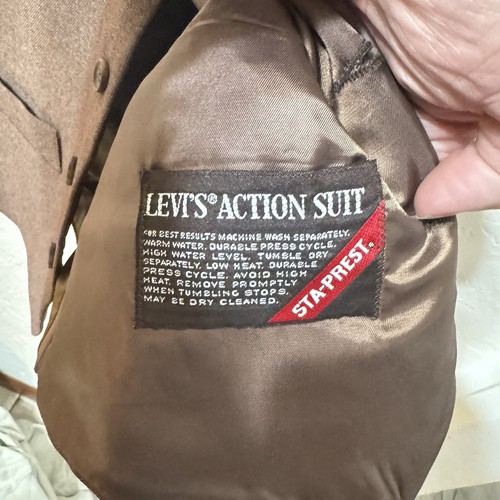 LEVI'S® ACTION SUIT
FOR BEST RESULTS MACHINE WASH SEPARATELY.
WARM WATER. DURABLE PRESS CYCLE.
HIGH WATER LEVEL. TUMBLE DRY
SEPARATELY. LOW HEAT. DURABLE
PRESS CYCLE. AVOID HIGH
HEAT. REMOVE PROMPTLY
WHEN TUMBLING STOPS.
MAY BE DRY CLEANED.
STA-PREST®